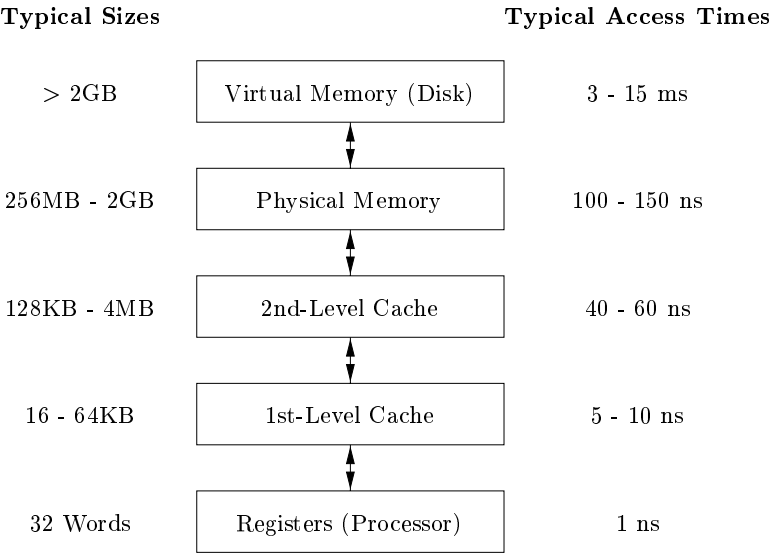 Typical Sizes Typical Access Times
> 2GB Virtual Memory (Disk) 3 - 15 ms
256MB - 2GB Physical Memory 100 - 150 ns
128KB - 4MB 2nd-Level Cache 40 - 60 ns
16 - 64KB 1st-Level Cache 5 - 10 ns
32 Words Registers (Processor) 1 ns